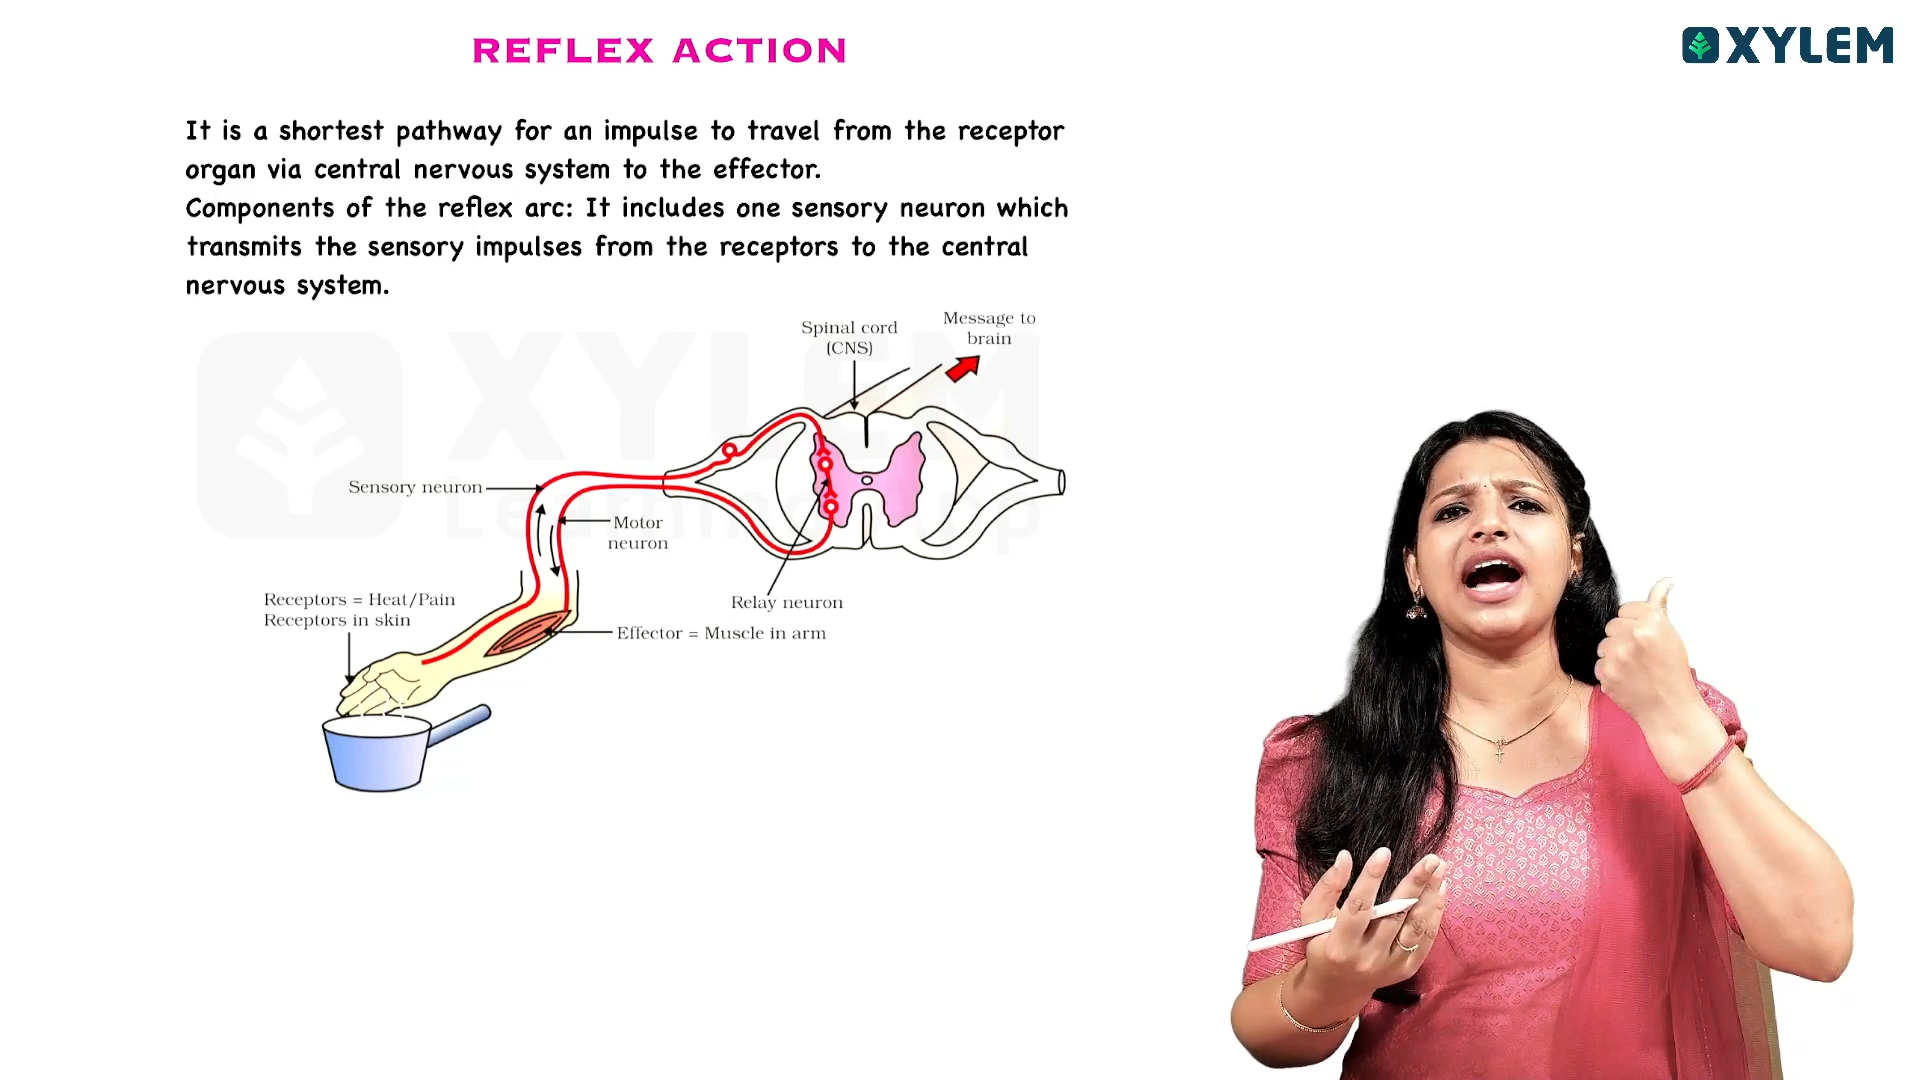 REFLEX ACTION
XYLEM
It is a shortest pathway for an impulse to travel from the receptor
organ via central nervous system to the effector.
Components of the reflex arc: It includes one sensory neuron which
transmits the sensory impulses from the receptors to the central
nervous system.
Spinal cord
(CNS)
Message to
brain
XYLEM
Learning App
Sensory neuron
Motor
neuron
Receptors = Heat/Pain
Receptors in skin
Relay neuron
Effector = Muscle in arm